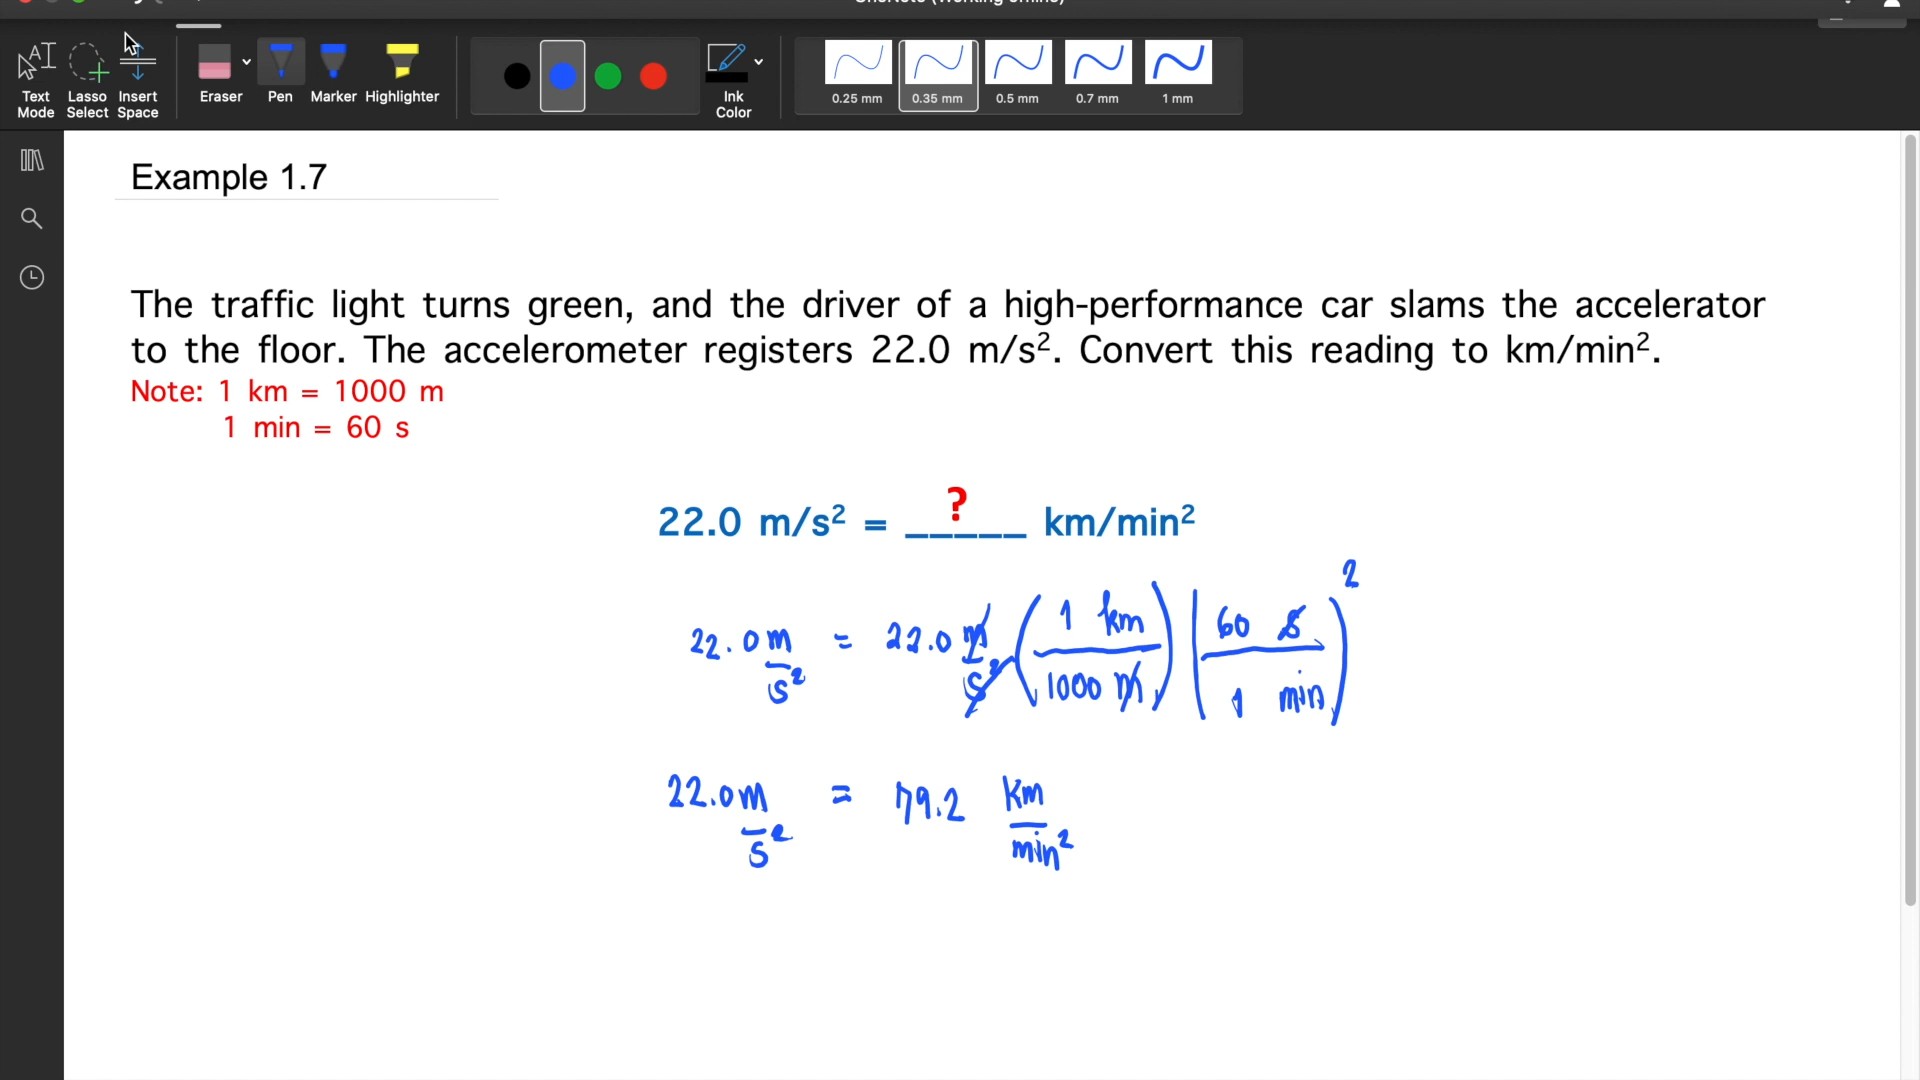 Text Mode
Lasso Select
Insert Space
Eraser
Pen
Marker
Highlighter
Ink Color
0.25 mm
0.35 mm
0.5 mm
0.7 mm
1 mm
Example 1.7
The traffic light turns green, and the driver of a high-performance car slams the accelerator
to the floor. The accelerometer registers 22.0 m/s². Convert this reading to km/min².
Note: 1 km = 1000 m
1 min = 60 s
22.0 m/s² = __?__ km/min²
22.0 m/s² = 22.0 m/s² (1 km/1000 m) (60 s/1 min)²
22.0 m/s² = 79.2 km/min²